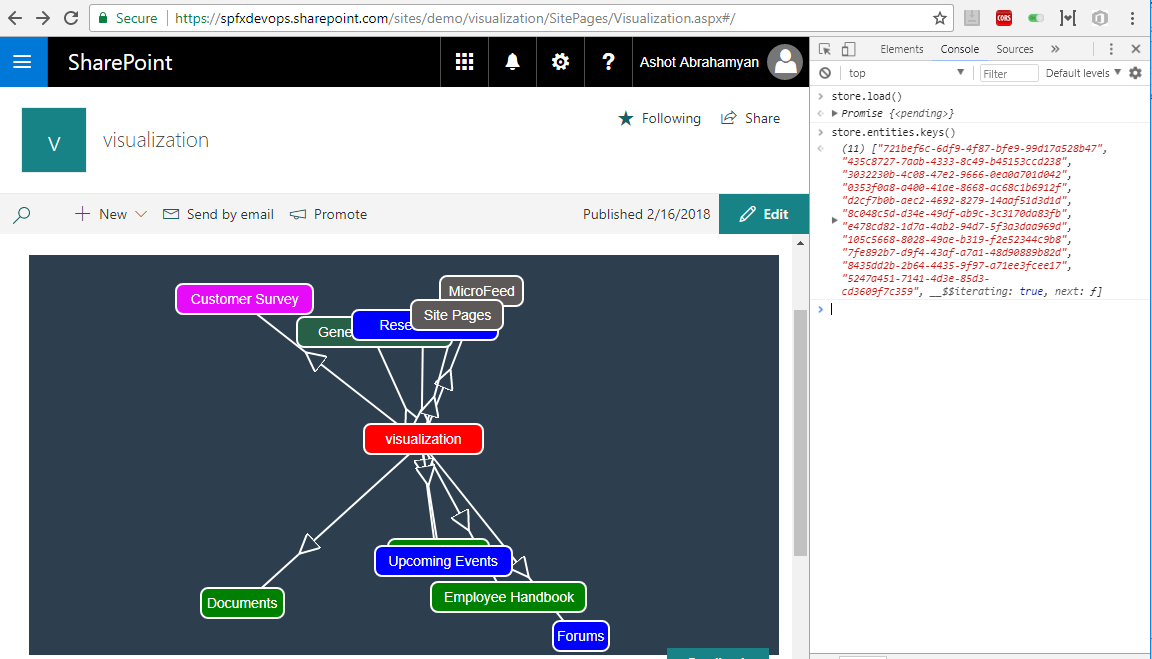 Secure
https://spfxdevops.sharepoint.com/sites/demo/visualization/SitePages/Visualization.aspx#/
CORS
SharePoint
Ashot Abrahamyan
V
visualization
Following
Share
New
Send by email
Promote
Published 2/16/2018
Edit
Customer Survey
MicroFeed
Site Pages
Gene
Rese
visualization
Upcoming Events
Employee Handbook
Documents
Forums
Elements Console Sources
top
Filter
Default levels
store.load()
Promise {<pending>}
store.entities.keys()
(11) ["721bef6c-6df9-4f87-bfe9-99d17a528b47",
"435c8727-7aab-4333-8c49-b45153ccd238",
"3032230b-4c08-47e2-9666-0ea0a701d042",
"0353f0a8-a400-41ae-8668-ac68c1b6912f",
"d2cf7b0b-aec2-4692-8279-14aaf51d3d1d",
"8c048c5d-d34e-49df-ab9c-3c3170da83fb",
"e478cd82-1d7a-4ab2-94d7-5f3a3daa969d",
"105c5668-8028-49ae-b319-f2e52344c9b8",
"7fe892b7-d9f4-43af-a7a1-48d90889b82d",
"8435dd2b-2b64-4435-9f97-a71ee3fcee17",
"5247a451-7141-4d3e-85d3-
cd3609f7c359", __$$iterating: true, next: ƒ]